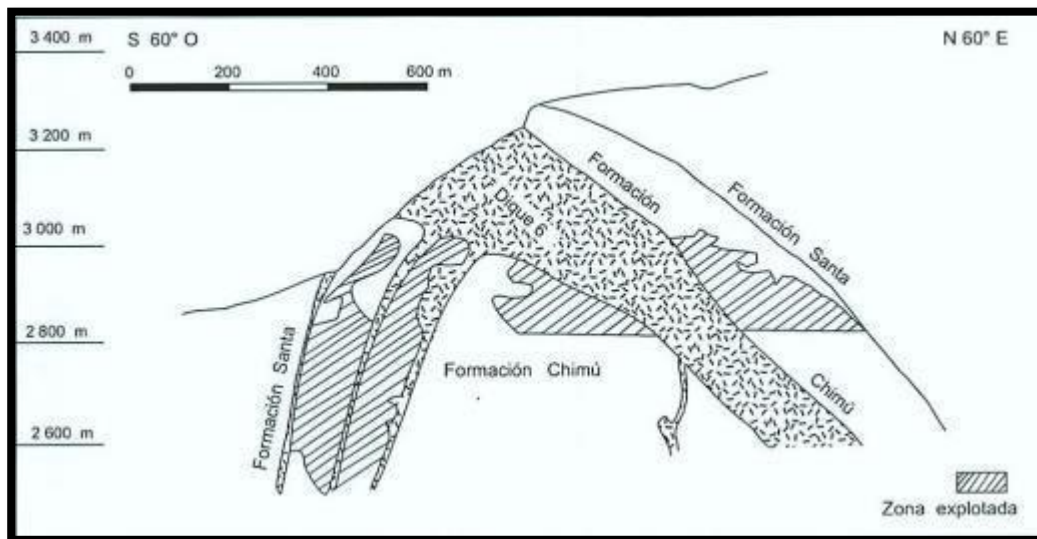 3 400 m
S 60° O
N 60° E
0 200 400 600 m
3 200 m
Formación
Formación Santa
Dique 6
3 000 m
2 800 m
Formación Santa
Formación Chimú
Chimú
2 600 m
Zona explotada